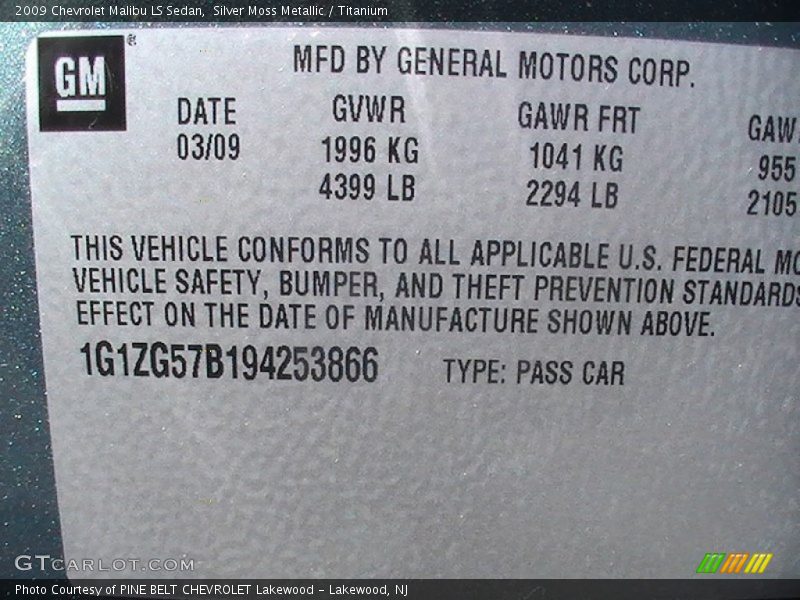 2009 Chevrolet Malibu LS Sedan,  Silver Moss Metallic / Titanium
GM ®
MFD BY GENERAL MOTORS CORP.
DATE GVWR GAWR FRT GAW
03/09 1996 KG 1041 KG 955
4399 LB 2294 LB 2105
THIS VEHICLE CONFORMS TO ALL APPLICABLE U.S. FEDERAL MO
VEHICLE SAFETY, BUMPER, AND THEFT PREVENTION STANDARDS
EFFECT ON THE DATE OF MANUFACTURE SHOWN ABOVE.
1G1ZG57B194253866 TYPE: PASS CAR
GTCARLOT.COM
Photo Courtesy of PINE BELT CHEVROLET Lakewood – Lakewood, NJ